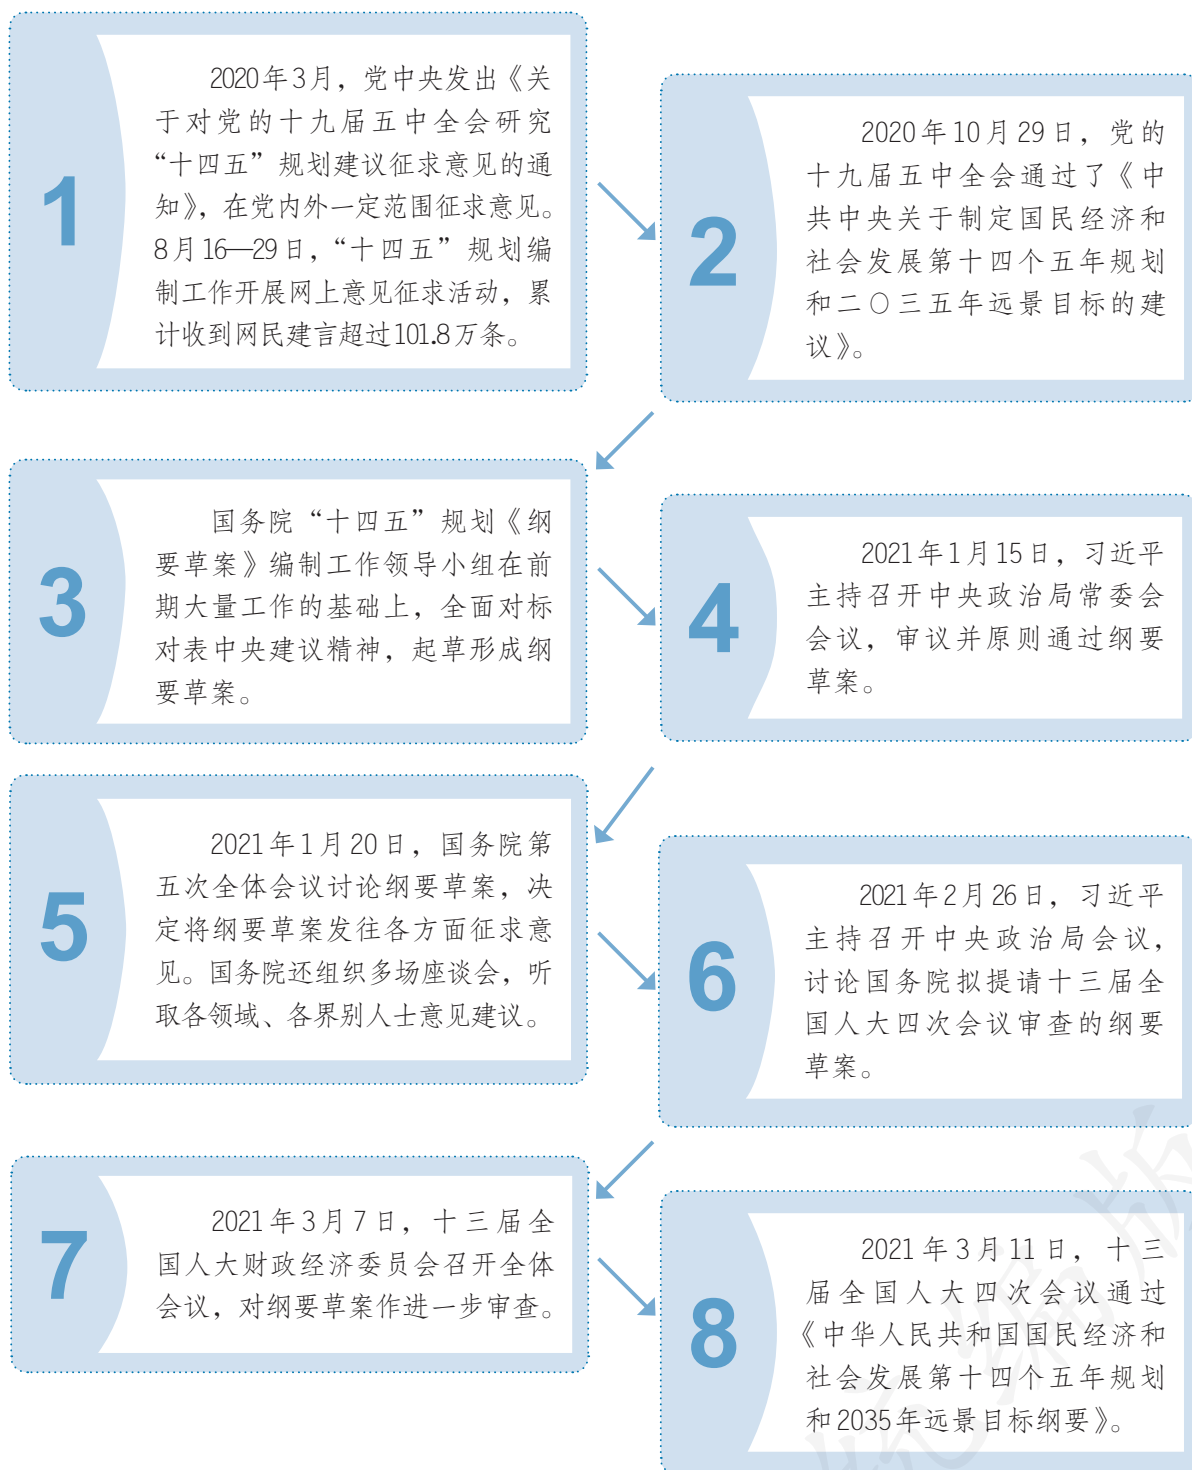 1
2020年3月，党中央发出《关
于对党的十九届五中全会研究
“十四五”规划建议征求意见的通
知》，在党内外一定范围征求意见。
8月16—29日，“十四五”规划编
制工作开展网上意见征求活动，累
计收到网民建言超过101.8万条。
2
2020年10月29日，党的
十九届五中全会通过了《中
共中央关于制定国民经济和
社会发展第十四个五年规划
和二〇三五年远景目标的建
议》。
3
国务院“十四五”规划《纲
要草案》编制工作领导小组在前
期大量工作的基础上，全面对标
对表中央建议精神，起草形成纲
要草案。
4
2021年1月15日，习近平
主持召开中央政治局常委会
会议，审议并原则通过纲要
草案。
5
2021年1月20日，国务院第
五次全体会议讨论纲要草案，决
定将纲要草案发往各方面征求意
见。国务院还组织多场座谈会，听
取各领域、各界别人士意见建议。
6
2021年2月26日，习近平
主持召开中央政治局会议，
讨论国务院拟提请十三届全
国人大四次会议审查的纲要
草案。
7
2021年3月7日，十三届全
国人大财政经济委员会召开全体
会议，对纲要草案作进一步审查。
8
2021年3月11日，十三
届全国人大四次会议通过
《中华人民共和国国民经济和
社会发展第十四个五年规划
和2035年远景目标纲要》。
统编版